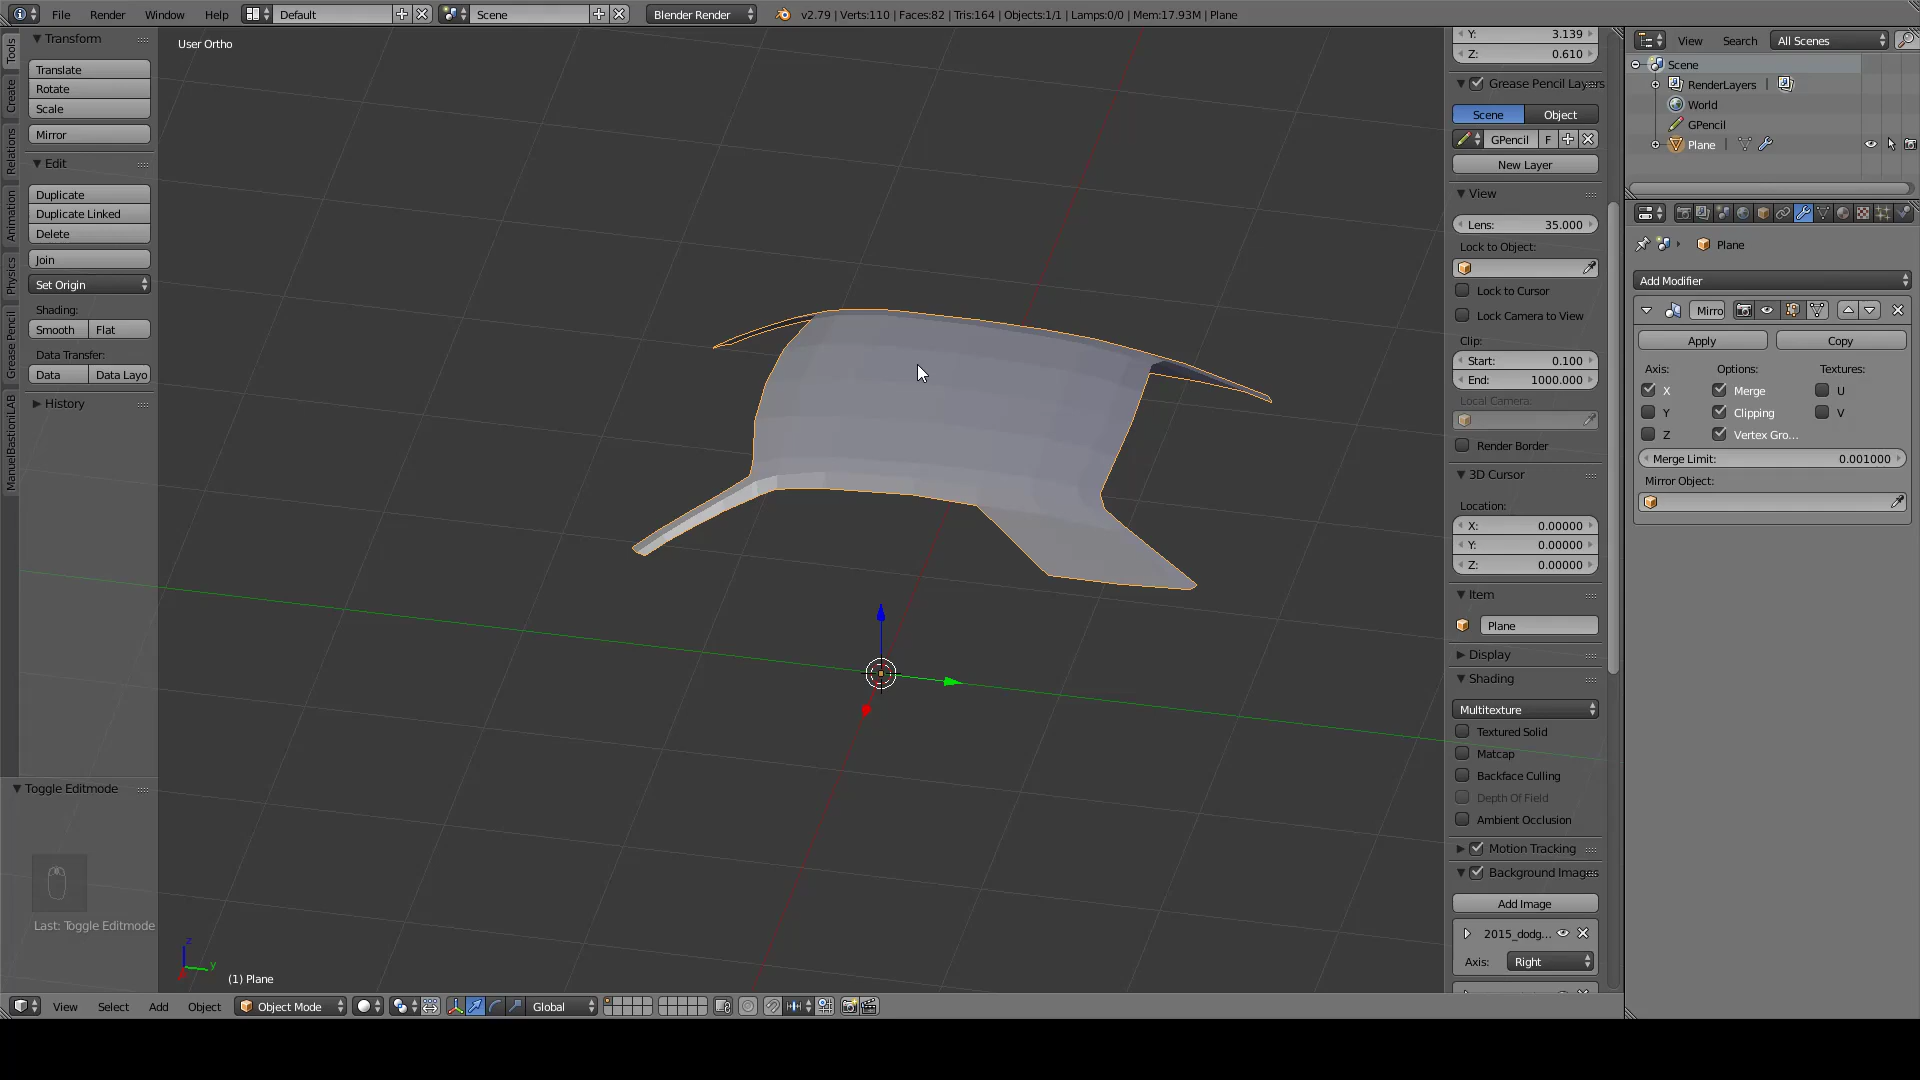 File Render Window Help Default Scene Blender Render v2.79 | Verts:110 | Faces:82 | Tris:164 | Objects:1/1 | Lamps:0/0 | Mem:17.93M | Plane
Tools
Create
Relations
Animation
Physics
Grease Pencil
ManuelBastioniLAB
Transform
Translate
Rotate
Scale
Mirror
Edit
Duplicate
Duplicate Linked
Delete
Join
Set Origin
Shading:
Smooth Flat
Data Transfer:
Data Data Layo
History
Toggle Editmode
Last: Toggle Editmode
User Ortho
z
y
(1) Plane
View Select Add Object Object Mode Global
Y: 3.139
Z: 0.610
Grease Pencil Layers
Scene Object
GPencil F
New Layer
View
Lens: 35.000
Lock to Object:
Lock to Cursor
Lock Camera to View
Clip:
Start: 0.100
End: 1000.000
Local Camera:
Render Border
3D Cursor
Location:
X: 0.00000
Y: 0.00000
Z: 0.00000
Item
Plane
Display
Shading
Multitexture
Textured Solid
Matcap
Backface Culling
Depth Of Field
Ambient Occlusion
Motion Tracking
Background Images
Add Image
2015_dodg...
Axis: Right
View Search All Scenes
Scene
RenderLayers |
World
GPencil
Plane |
Plane
Add Modifier
Mirro
Apply Copy
Axis: Options: Textures:
X Merge U
Y Clipping V
Z Vertex Gro...
Merge Limit: 0.001000
Mirror Object: